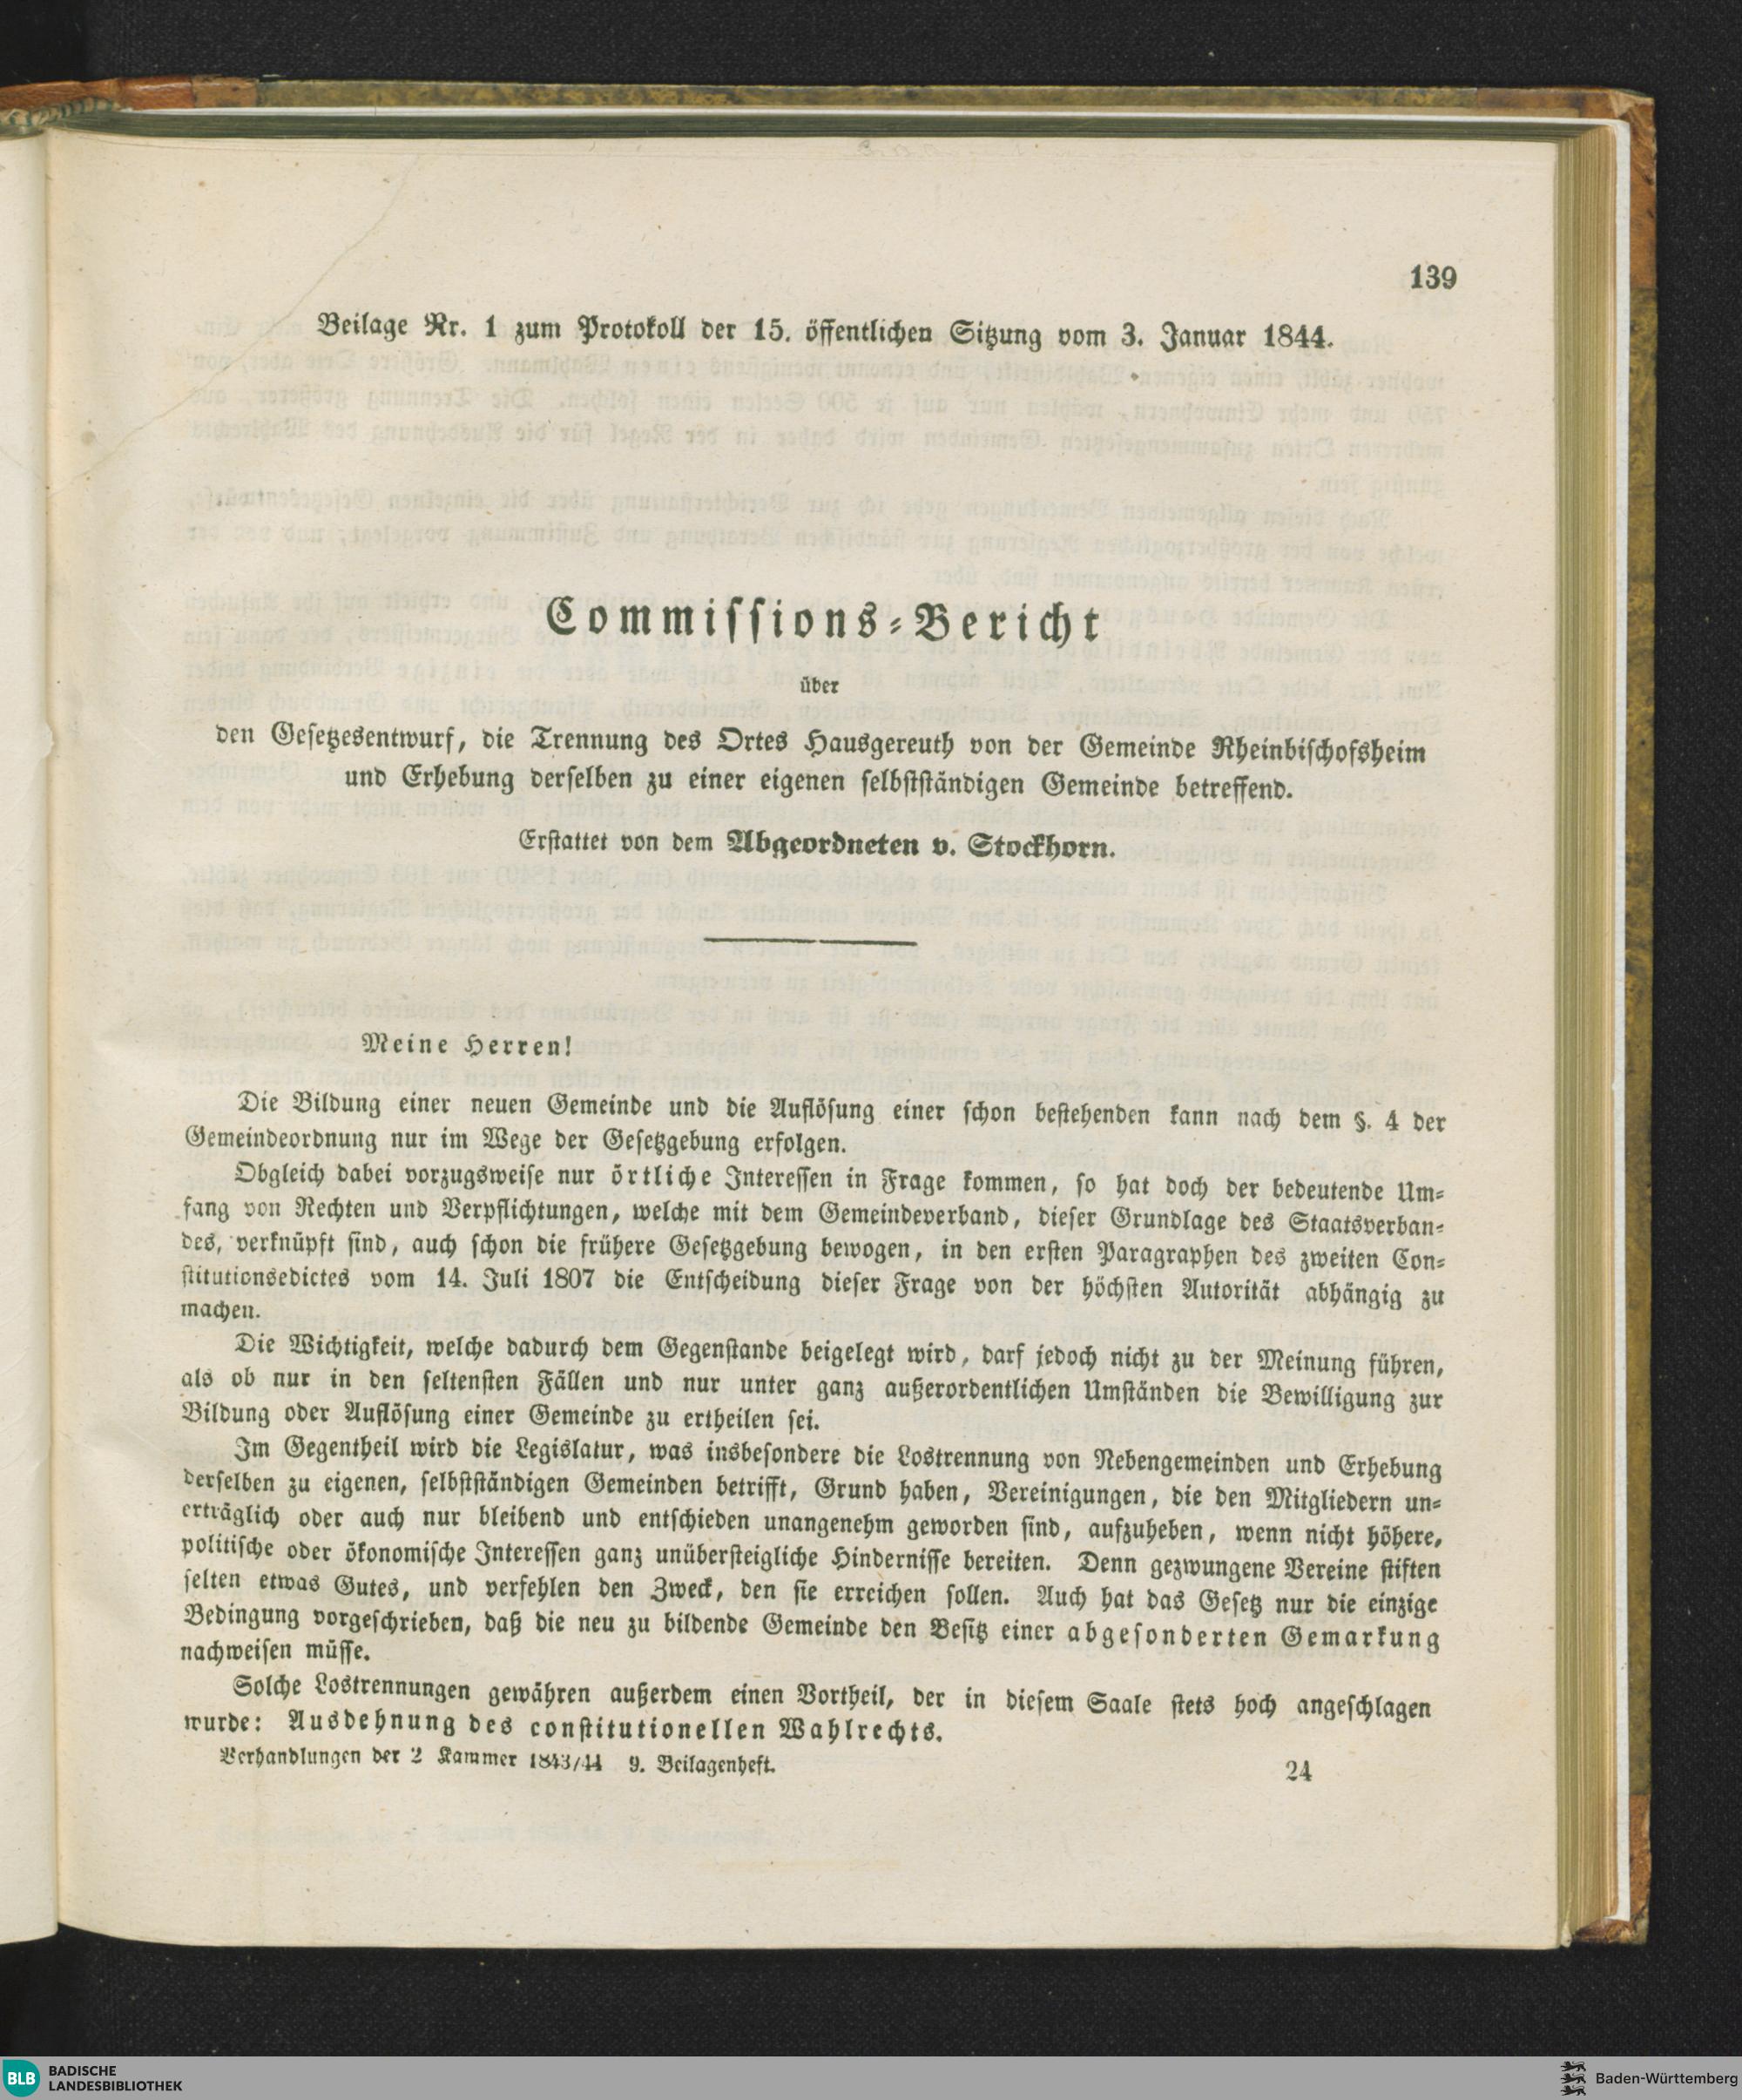 139
Beilage Nr. 1 zum Protokoll der 15. öffentlichen Sitzung vom 3. Januar 1844.
Commissions-Bericht
über
den Gesetzesentwurf, die Trennung des Ortes Hausgereuth von der Gemeinde Rheinbischofsheim
und Erhebung derselben zu einer eigenen selbstständigen Gemeinde betreffend.
Erstattet von dem Abgeordneten v. Stockhorn.
Meine Herren!
Die Bildung einer neuen Gemeinde und die Auflösung einer schon bestehenden kann nach dem §. 4 der
Gemeindeordnung nur im Wege der Gesetzgebung erfolgen.
Obgleich dabei vorzugsweise nur örtliche Interessen in Frage kommen, so hat doch der bedeutende Um-
fang von Rechten und Verpflichtungen, welche mit dem Gemeindeverband, dieser Grundlage des Staatsverban-
des, verknüpft sind, auch schon die frühere Gesetzgebung bewogen, in den ersten Paragraphen des zweiten Con-
stitutionsedictes vom 14. Juli 1807 die Entscheidung dieser Frage von der höchsten Autorität abhängig zu
machen.
Die Wichtigkeit, welche dadurch dem Gegenstande beigelegt wird, darf jedoch nicht zu der Meinung führen,
als ob nur in den seltensten Fällen und nur unter ganz außerordentlichen Umständen die Bewilligung zur
Bildung oder Auflösung einer Gemeinde zu ertheilen sei.
Im Gegentheil wird die Legislatur, was insbesondere die Lostrennung von Nebengemeinden und Erhebung
derselben zu eigenen, selbstständigen Gemeinden betrifft, Grund haben, Vereinigungen, die den Mitgliedern un-
erträglich oder auch nur bleibend und entschieden unangenehm geworden sind, aufzuheben, wenn nicht höhere,
politische oder ökonomische Interessen ganz unübersteigliche Hindernisse bereiten. Denn gezwungene Vereine stiften
selten etwas Gutes, und verfehlen den Zweck, den sie erreichen sollen. Auch hat das Gesetz nur die einzige
Bedingung vorgeschrieben, daß die neu zu bildende Gemeinde den Besitz einer abgesonderten Gemarkung
nachweisen müsse.
Solche Lostrennungen gewähren außerdem einen Vortheil, der in diesem Saale stets hoch angeschlagen
wurde: Ausdehnung des constitutionellen Wahlrechts.
Verhandlungen der 2 Kammer 1843/44 9. Beilagenheft.
24
BLB BADISCHE
LANDESBIBLIOTHEK
Baden-Württemberg